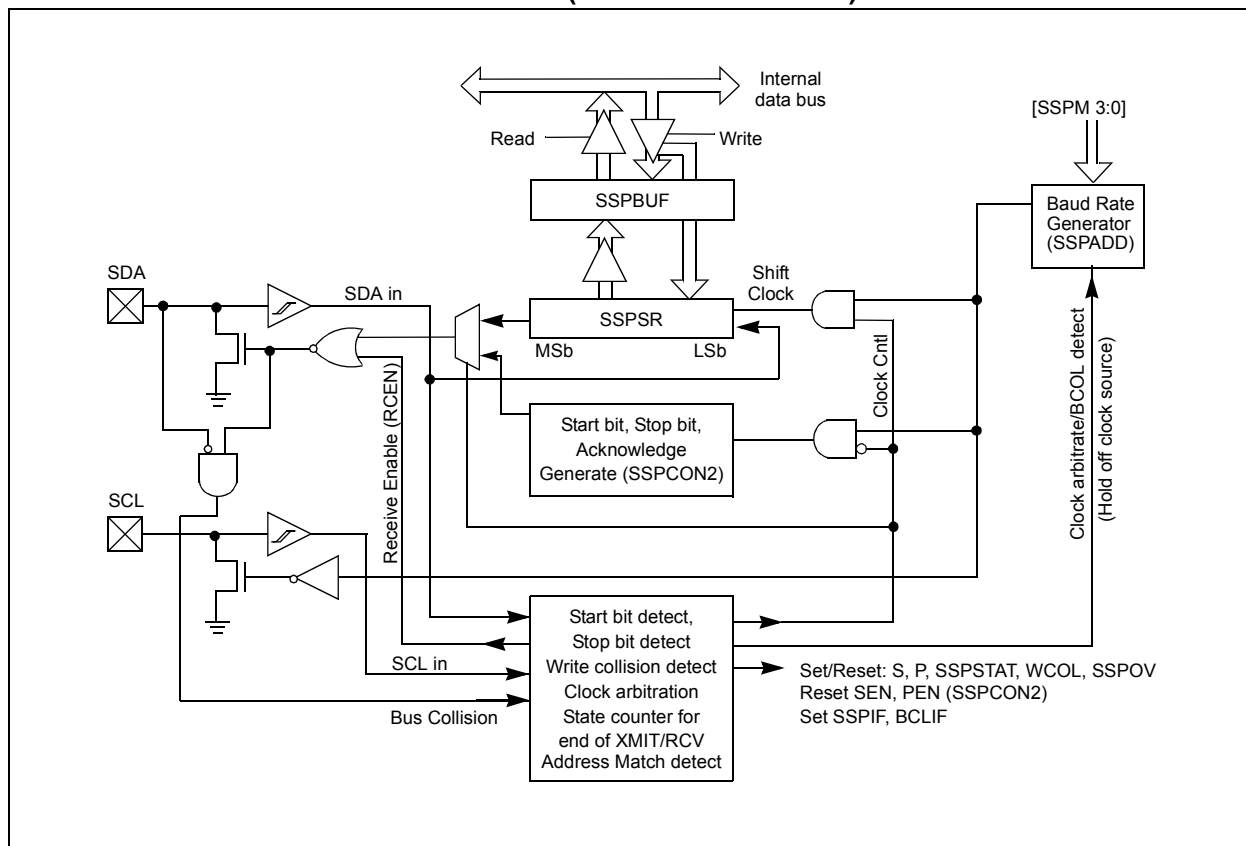 Internal
data bus
[SSPM 3:0]
Read
Write
SSPBUF
Baud Rate
Generator
(SSPADD)
SDA
Shift
Clock
SDA in
SSPSR
MSb
LSb
Receive Enable (RCEN)
Clock Cntl
Clock arbitrate/BCOL detect
(Hold off clock source)
Start bit, Stop bit,
Acknowledge
Generate (SSPCON2)
SCL
Start bit detect,
Stop bit detect
Write collision detect
Clock arbitration
State counter for
end of XMIT/RCV
Address Match detect
SCL in
Bus Collision
Set/Reset: S, P, SSPSTAT, WCOL, SSPOV
Reset SEN, PEN (SSPCON2)
Set SSPIF, BCLIF